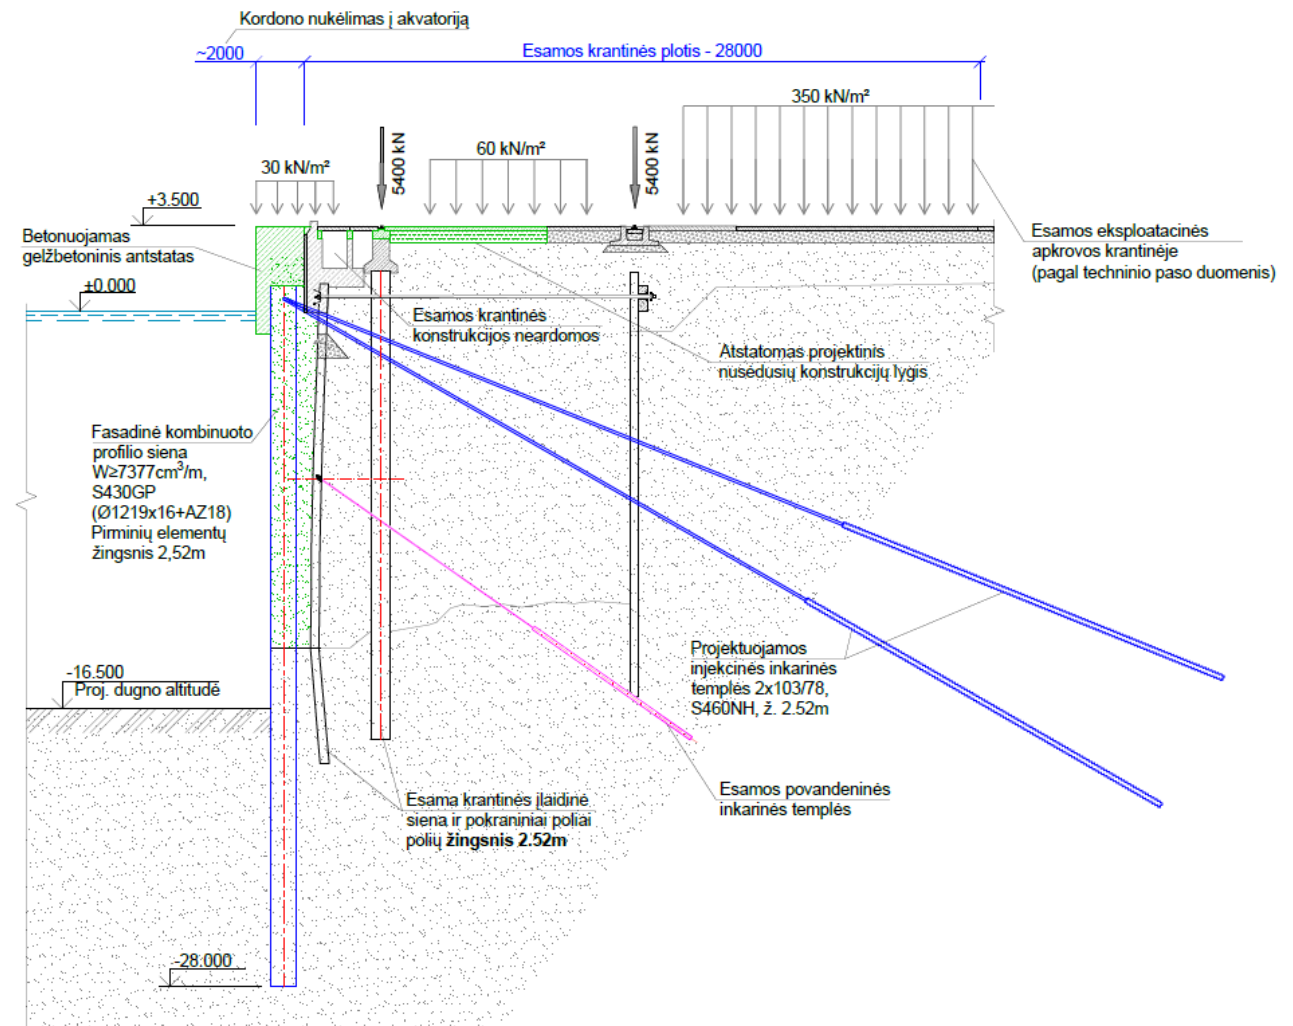 Kordono nukėlimas į akvatoriją
~2000
Esamos krantinės plotis - 28000
350 kN/m²
5400 kN
5400 kN
60 kN/m²
30 kN/m²
+3.500
Betonuojamas
gelžbetoninis antstatas
±0.000
Esamos eksploatacinės
apkrovos krantinėje
(pagal techninio paso duomenis)
Esamos krantinės
konstrukcijos neardomos
Atstatomas projektinis
nusėdusių konstrukcijų lygis
Fasadinė kombinuoto
profilio siena
W≥7377cm³/m,
S430GP
(Ø1219x16+AZ18)
Pirminių elementų
žingsnis 2,52m
Projektuojamos
injekcinės inkarinės
templės 2x103/78,
S460NH, ž. 2.52m
-16.500
Proj. dugno altitudė
Esamos povandeninės
inkarinės templės
Esama krantinės įlaidinė
siena ir pokraniniai poliai
polių žingsnis 2.52m
-28.000